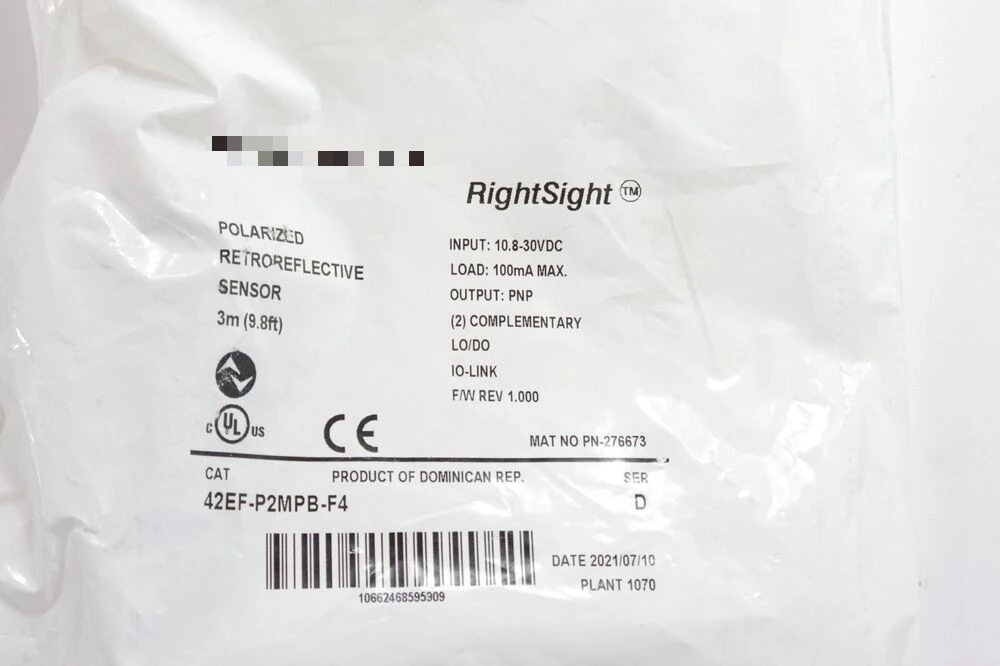 RightSight TM
POLARIZED
RETROREFLECTIVE
SENSOR
3m (9.8ft)
INPUT: 10.8-30VDC
LOAD: 100mA MAX.
OUTPUT: PNP
(2) COMPLEMENTARY
LO/DO
IO-LINK
F/W REV 1.000
C UL US
CE
MAT NO PN-276673
CAT PRODUCT OF DOMINICAN REP. SER
42EF-P2MPB-F4 D
10662468595909
DATE 2021/07/10
PLANT 1070